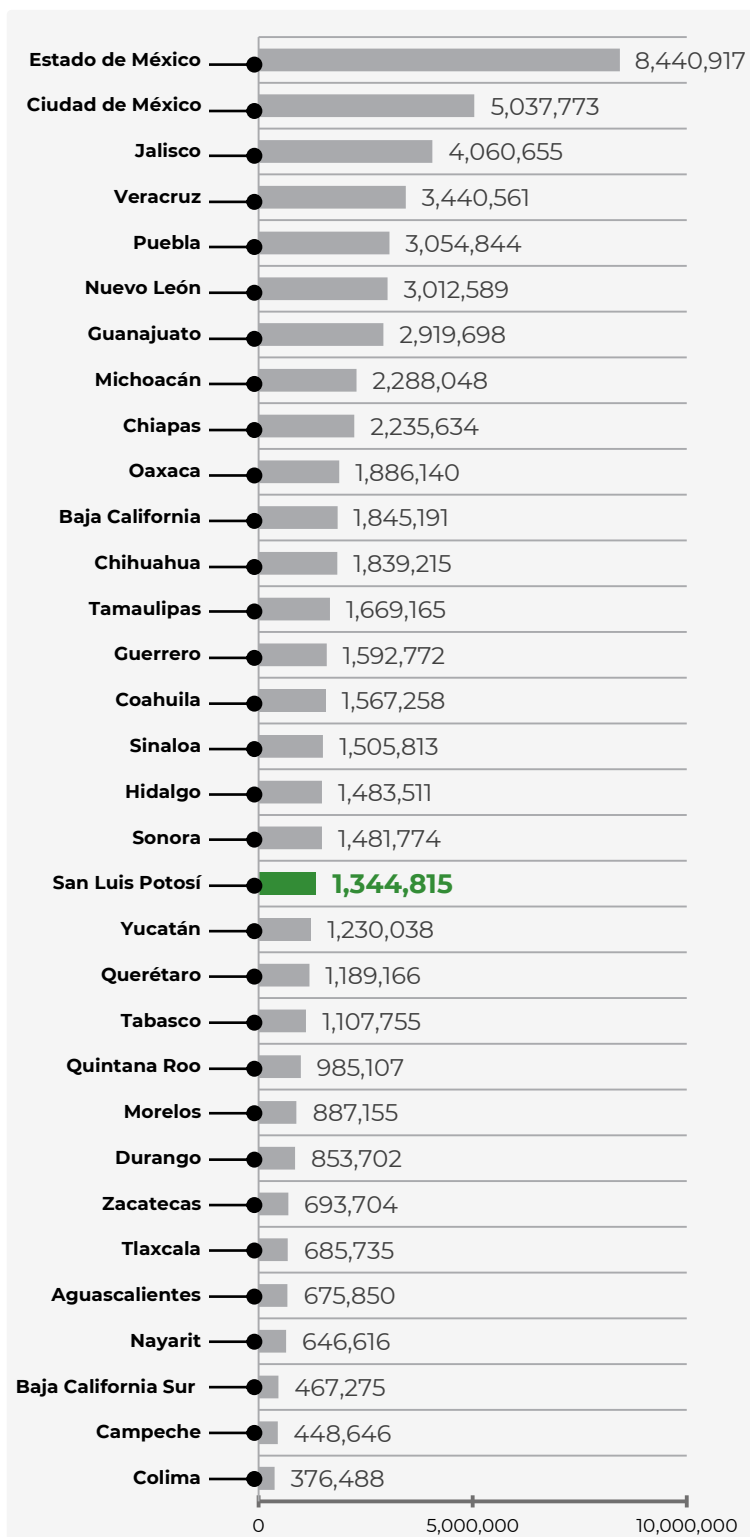 Estado de México 8,440,917
Ciudad de México 5,037,773
Jalisco 4,060,655
Veracruz 3,440,561
Puebla 3,054,844
Nuevo León 3,012,589
Guanajuato 2,919,698
Michoacán 2,288,048
Chiapas 2,235,634
Oaxaca 1,886,140
Baja California 1,845,191
Chihuahua 1,839,215
Tamaulipas 1,669,165
Guerrero 1,592,772
Coahuila 1,567,258
Sinaloa 1,505,813
Hidalgo 1,483,511
Sonora 1,481,774
San Luis Potosí 1,344,815
Yucatán 1,230,038
Querétaro 1,189,166
Tabasco 1,107,755
Quintana Roo 985,107
Morelos 887,155
Durango 853,702
Zacatecas 693,704
Tlaxcala 685,735
Aguascalientes 675,850
Nayarit 646,616
Baja California Sur 467,275
Campeche 448,646
Colima 376,488
0 5,000,000 10,000,000